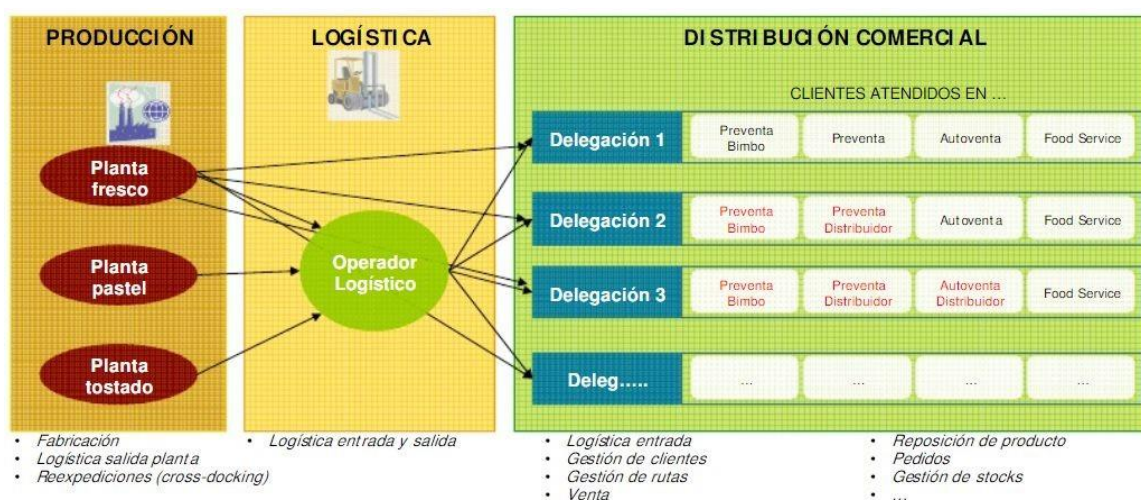 PRODUCCIÓN
LOGÍSTICA
DISTRIBUCIÓN COMERCIAL
CLIENTES ATENDIDOS EN ...
Planta
fresco
Planta
pastel
Planta
tostado
Operador
Logístico
Delegación 1
Preventa
Bimbo
Preventa
Autoventa
Food Service
Delegación 2
Preventa
Bimbo
Preventa
Distribuidor
Autoventa
Food Service
Delegación 3
Preventa
Bimbo
Preventa
Distribuidor
Autoventa
Distribuidor
Food Service
Deleg.....
...
...
...
...
• Fabricación
• Logística salida planta
• Reexpediciones (cross-docking)
• Logística entrada y salida
• Logística entrada
• Gestión de clientes
• Gestión de rutas
• Venta
• Reposición de producto
• Pedidos
• Gestión de stocks
• ...